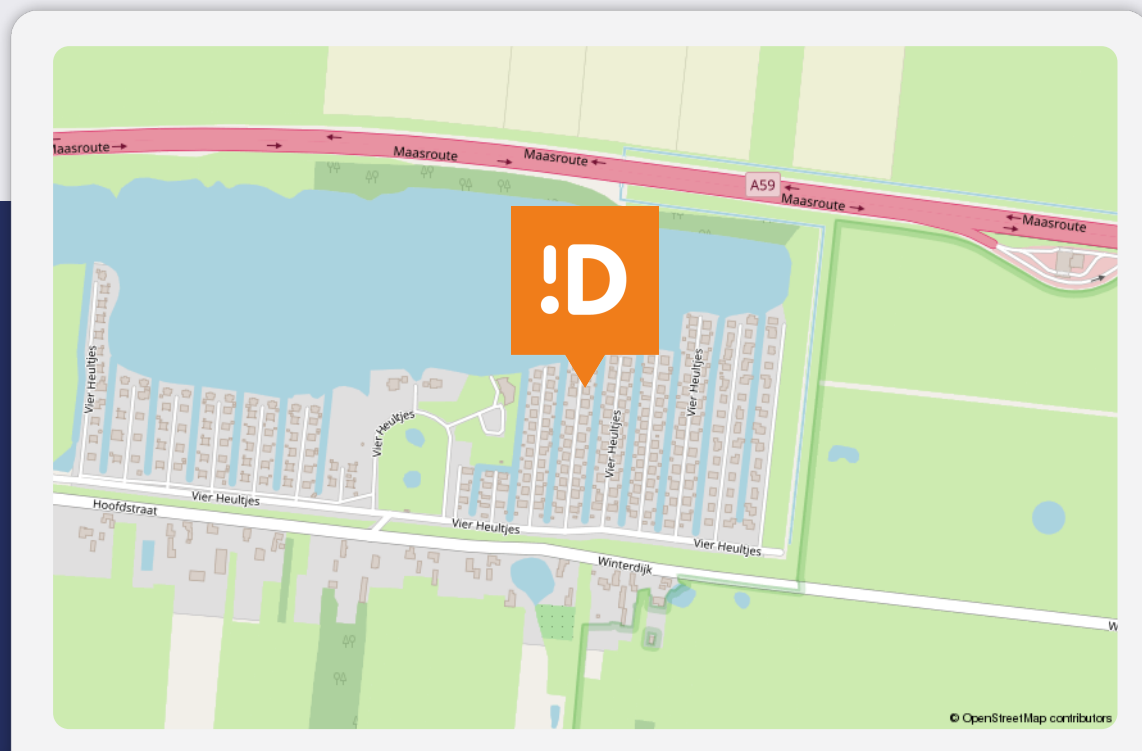 Maasroute
Maasroute
Maasroute
A59
Maasroute
Maasroute
!D
Vier Heultjes
Vier Heultjes
Vier Heultjes
Vier Heultjes
Vier Heultjes
Hoofdstraat
Vier Heultjes
Vier Heultjes
Winterdijk
© OpenStreetMap contributors